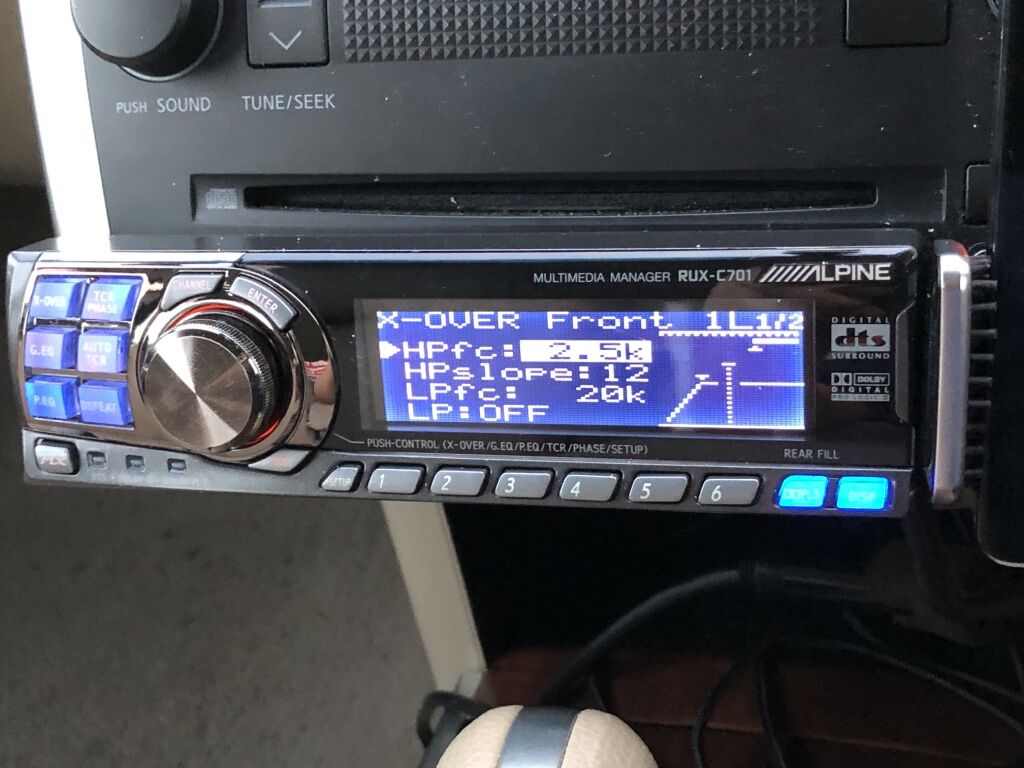 PUSH SOUND
TUNE/SEEK
MULTIMEDIA MANAGER RUX-C701 ALPINE
CHANNEL
ENTER
X-OVER
TCR PHASE
G.EQ
AUTO TCR
P.EQ
DEFEAT
X-OVER Front 1L1/2
HPfc: 2.5k
HPslope:12
LPfc: 20k
LP:OFF
DIGITAL
dts
SURROUND
DOLBY
DIGITAL
PRO LOGIC II
PUSH-CONTROL (X-OVER/G.EQ/P.EQ/TCR/PHASE/SETUP)
REAR FILL
SETUP
1
2
3
4
5
6
DISP